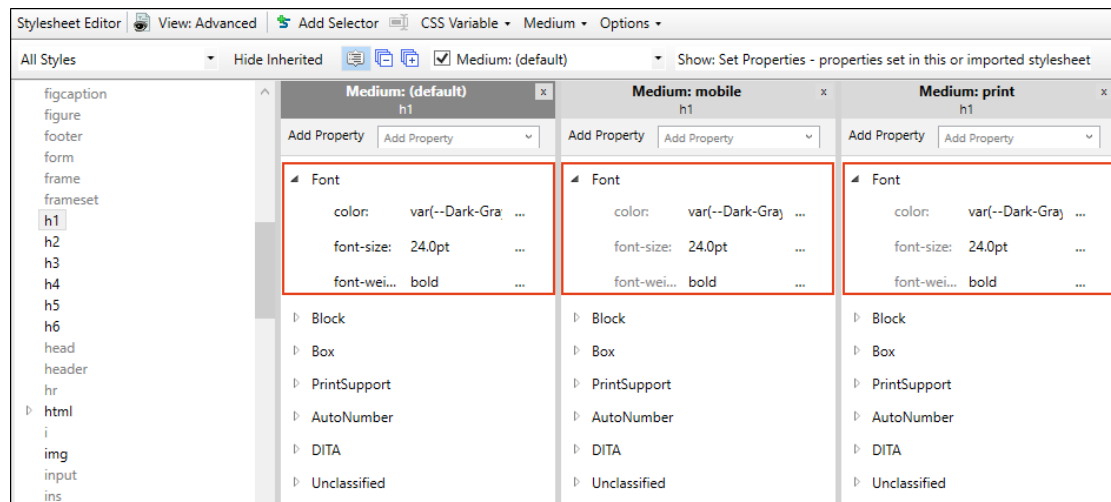 Stylesheet Editor View: Advanced Add Selector CSS Variable Medium Options
All Styles Hide Inherited Medium: (default) Show: Set Properties - properties set in this or imported stylesheet
figcaption
figure
footer
form
frame
frameset
h1
h2
h3
h4
h5
h6
head
header
hr
html
i
img
input
ins
Medium: (default) x
h1
Add Property Add Property
Font
color: var(--Dark-Gray ...
font-size: 24.0pt ...
font-wei... bold ...
Block
Box
PrintSupport
AutoNumber
DITA
Unclassified
Medium: mobile x
h1
Add Property Add Property
Font
color: var(--Dark-Gray ...
font-size: 24.0pt ...
font-wei... bold ...
Block
Box
PrintSupport
AutoNumber
DITA
Unclassified
Medium: print x
h1
Add Property Add Property
Font
color: var(--Dark-Gray ...
font-size: 24.0pt ...
font-wei... bold ...
Block
Box
PrintSupport
AutoNumber
DITA
Unclassified